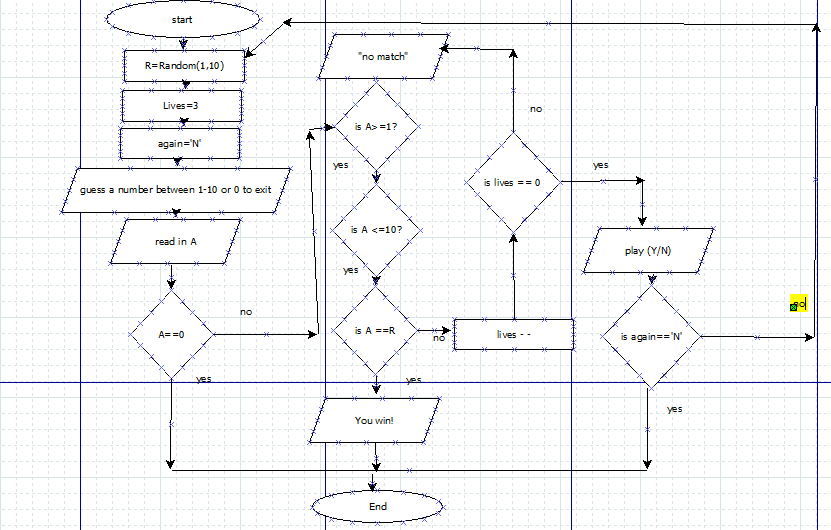 start
R=Random(1,10)
Lives=3
again='N'
guess a number between 1-10 or 0 to exit
read in A
A==0
no
yes
"no match"
is A>=1?
yes
is A <=10?
yes
is A ==R
no
yes
You win!
End
lives - -
is lives == 0
no
yes
play (Y/N)
is again=='N'
no
yes